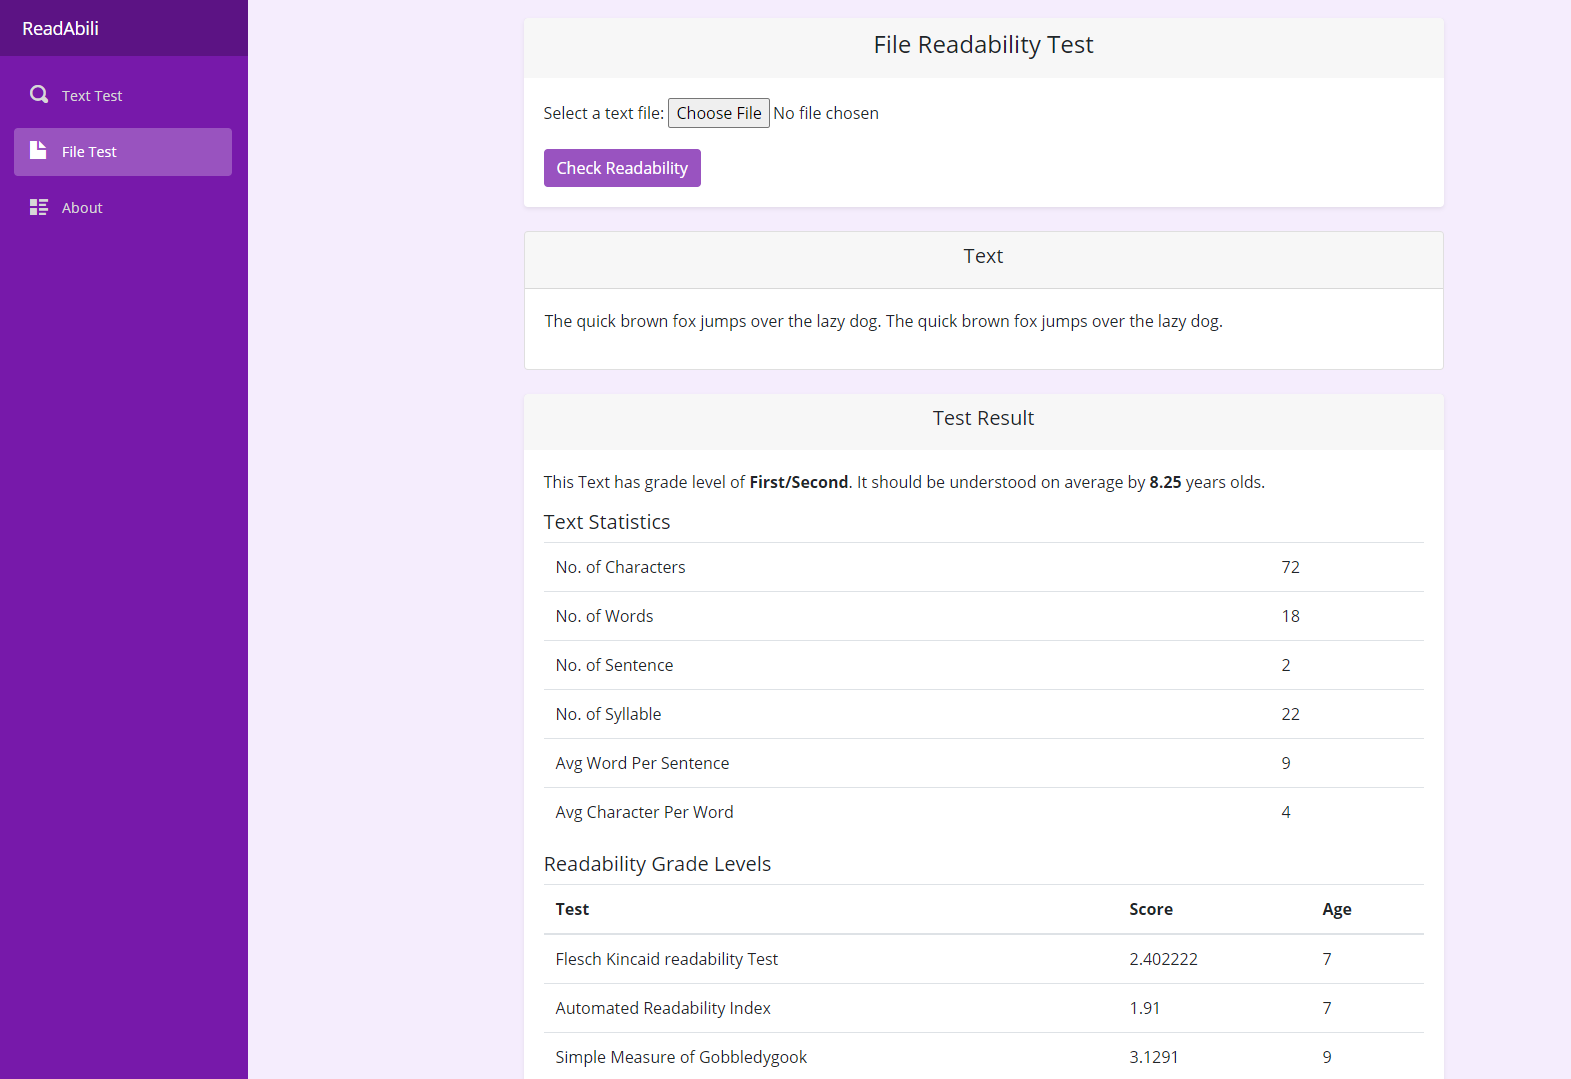 ReadAbili
Text Test
File Test
About
File Readability Test
Select a text file: Choose File No file chosen
Check Readability
Text
The quick brown fox jumps over the lazy dog. The quick brown fox jumps over the lazy dog.
Test Result
This Text has grade level of First/Second. It should be understood on average by 8.25 years olds.
Text Statistics
No. of Characters 72
No. of Words 18
No. of Sentence 2
No. of Syllable 22
Avg Word Per Sentence 9
Avg Character Per Word 4
Readability Grade Levels
Test Score Age
Flesch Kincaid readability Test 2.402222 7
Automated Readability Index 1.91 7
Simple Measure of Gobbledygook 3.1291 9